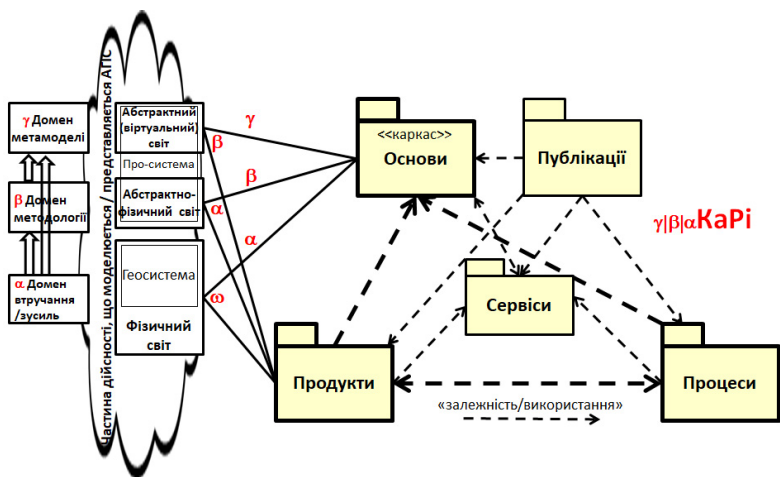 γ Домен
метамоделі
β Домен
методології
α Домен
втручання
/зусиль
Частина дійсності, що моделюється / представляється АПС
Абстрактний
(віртуальний)
світ
Про-система
Абстрактно-
фізичний світ
Геосистема
Фізичний
світ
γ
β
β
α
α
ω
<<каркас>>
Основи
Публікації
γ|β|αКаРі
Сервіси
Продукти
Процеси
«залежність/використання»